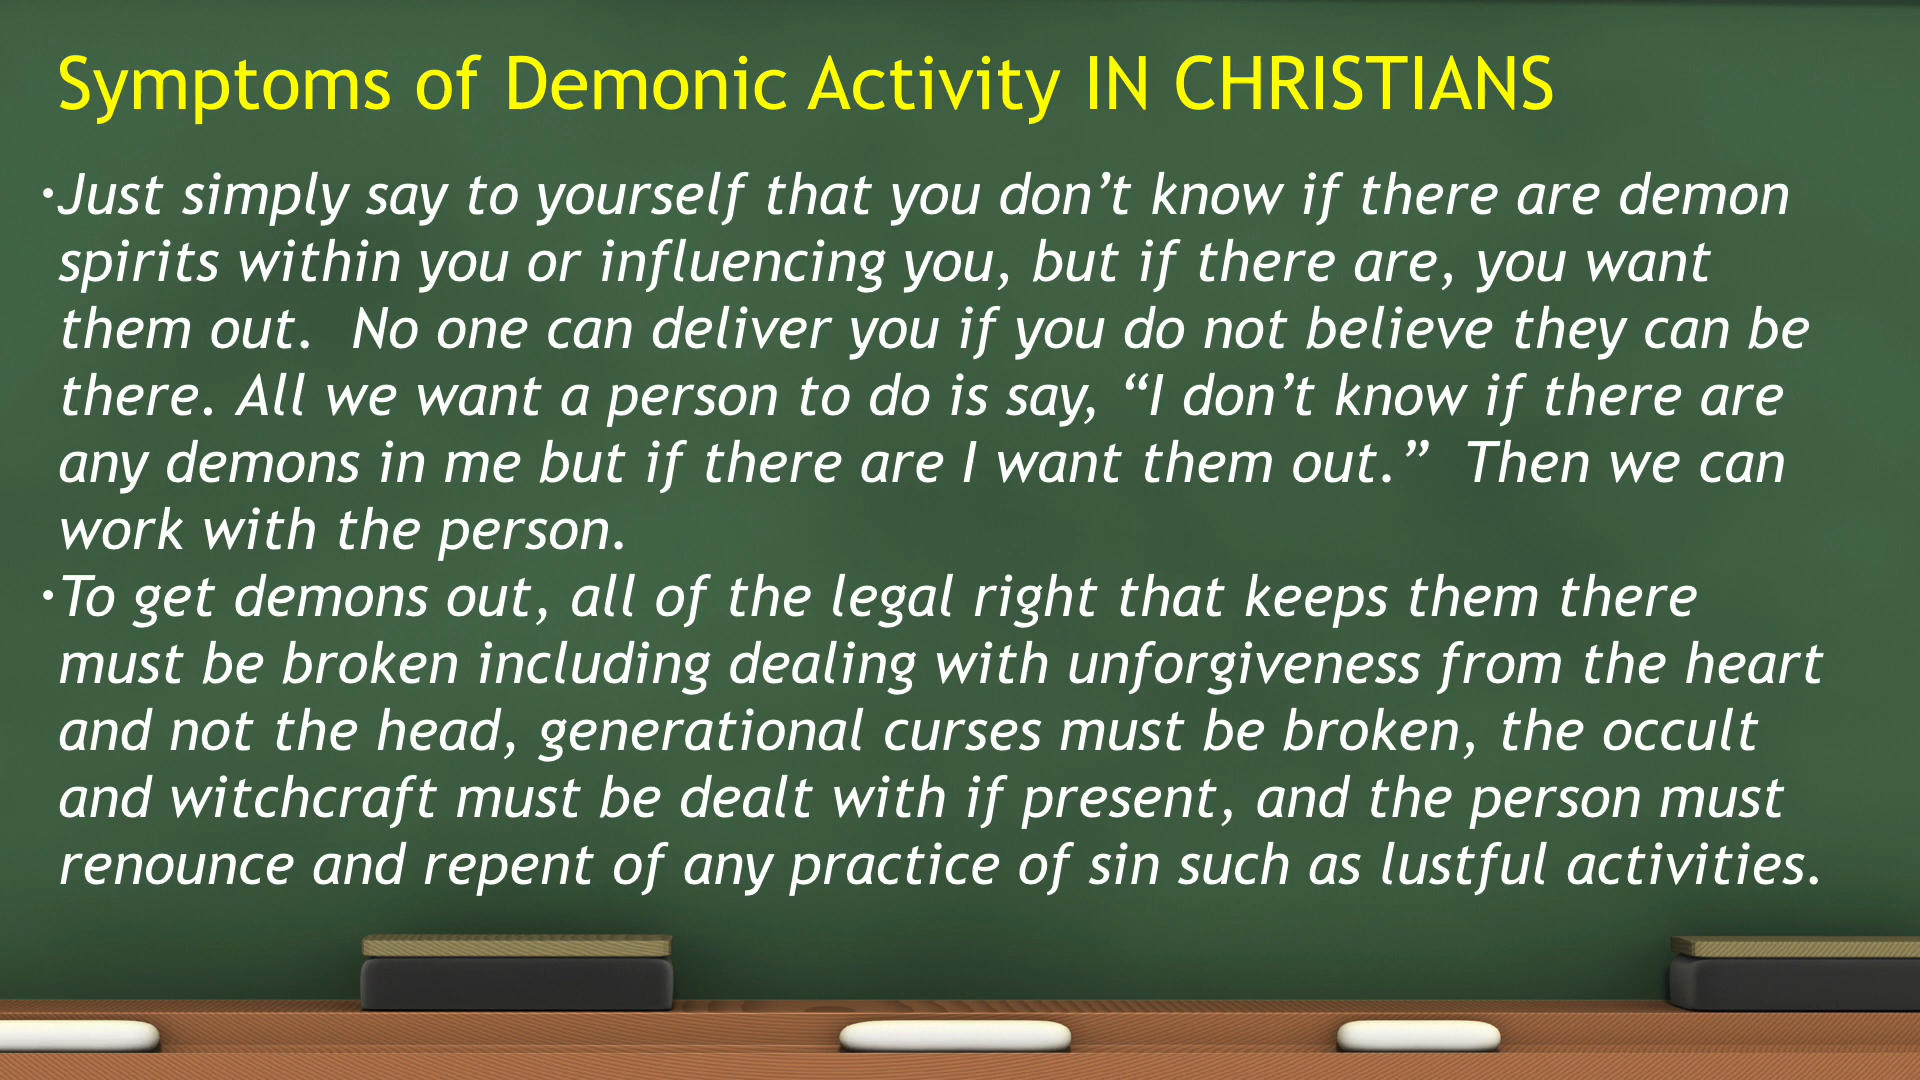 Symptoms of Demonic Activity IN CHRISTIANS
•Just simply say to yourself that you don’t know if there are demon
spirits within you or influencing you, but if there are, you want
them out.  No one can deliver you if you do not believe they can be
there. All we want a person to do is say, “I don’t know if there are
any demons in me but if there are I want them out.”  Then we can
work with the person.
•To get demons out, all of the legal right that keeps them there
must be broken including dealing with unforgiveness from the heart
and not the head, generational curses must be broken, the occult
and witchcraft must be dealt with if present, and the person must
renounce and repent of any practice of sin such as lustful activities.